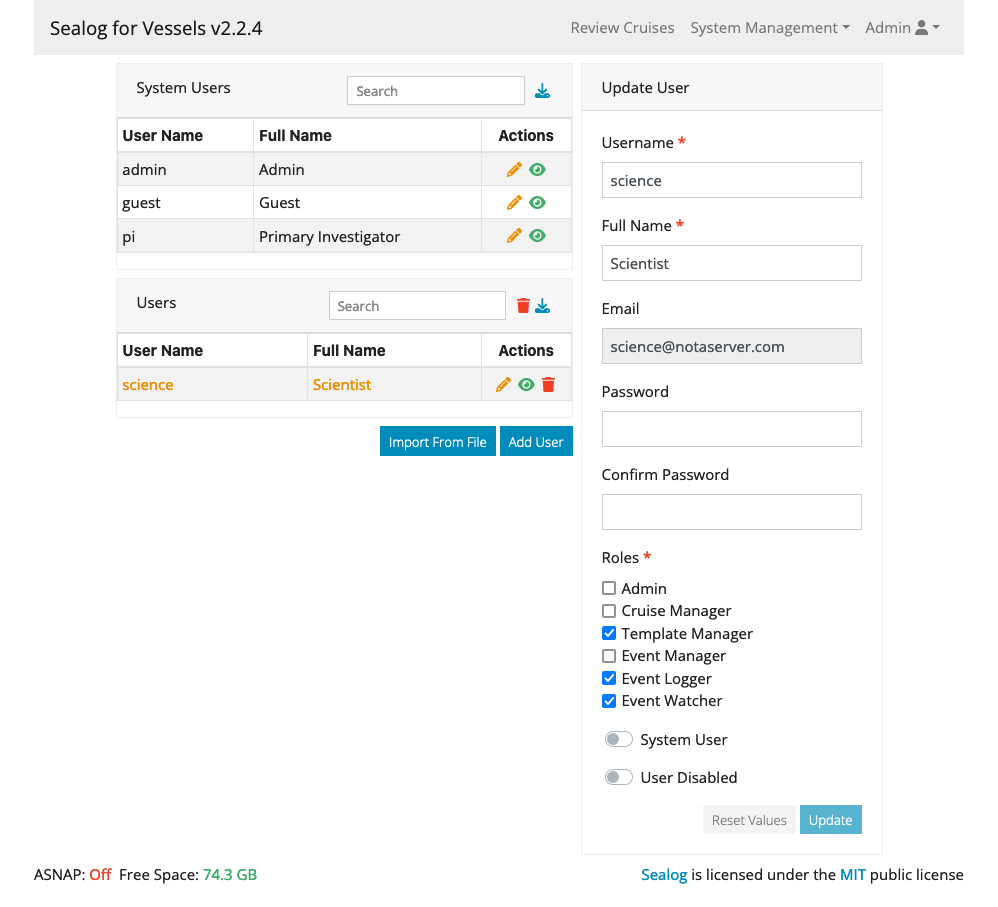 Sealog for Vessels v2.2.4 Review Cruises System Management Admin
System Users Search
User Name Full Name Actions
admin Admin
guest Guest
pi Primary Investigator
Users Search
User Name Full Name Actions
science Scientist
Import From File Add User
Update User
Username *
science
Full Name *
Scientist
Email
science@notaserver.com
Password
Confirm Password
Roles *
Admin
Cruise Manager
Template Manager
Event Manager
Event Logger
Event Watcher
System User
User Disabled
Reset Values Update
ASNAP: Off Free Space: 74.3 GB Sealog is licensed under the MIT public license